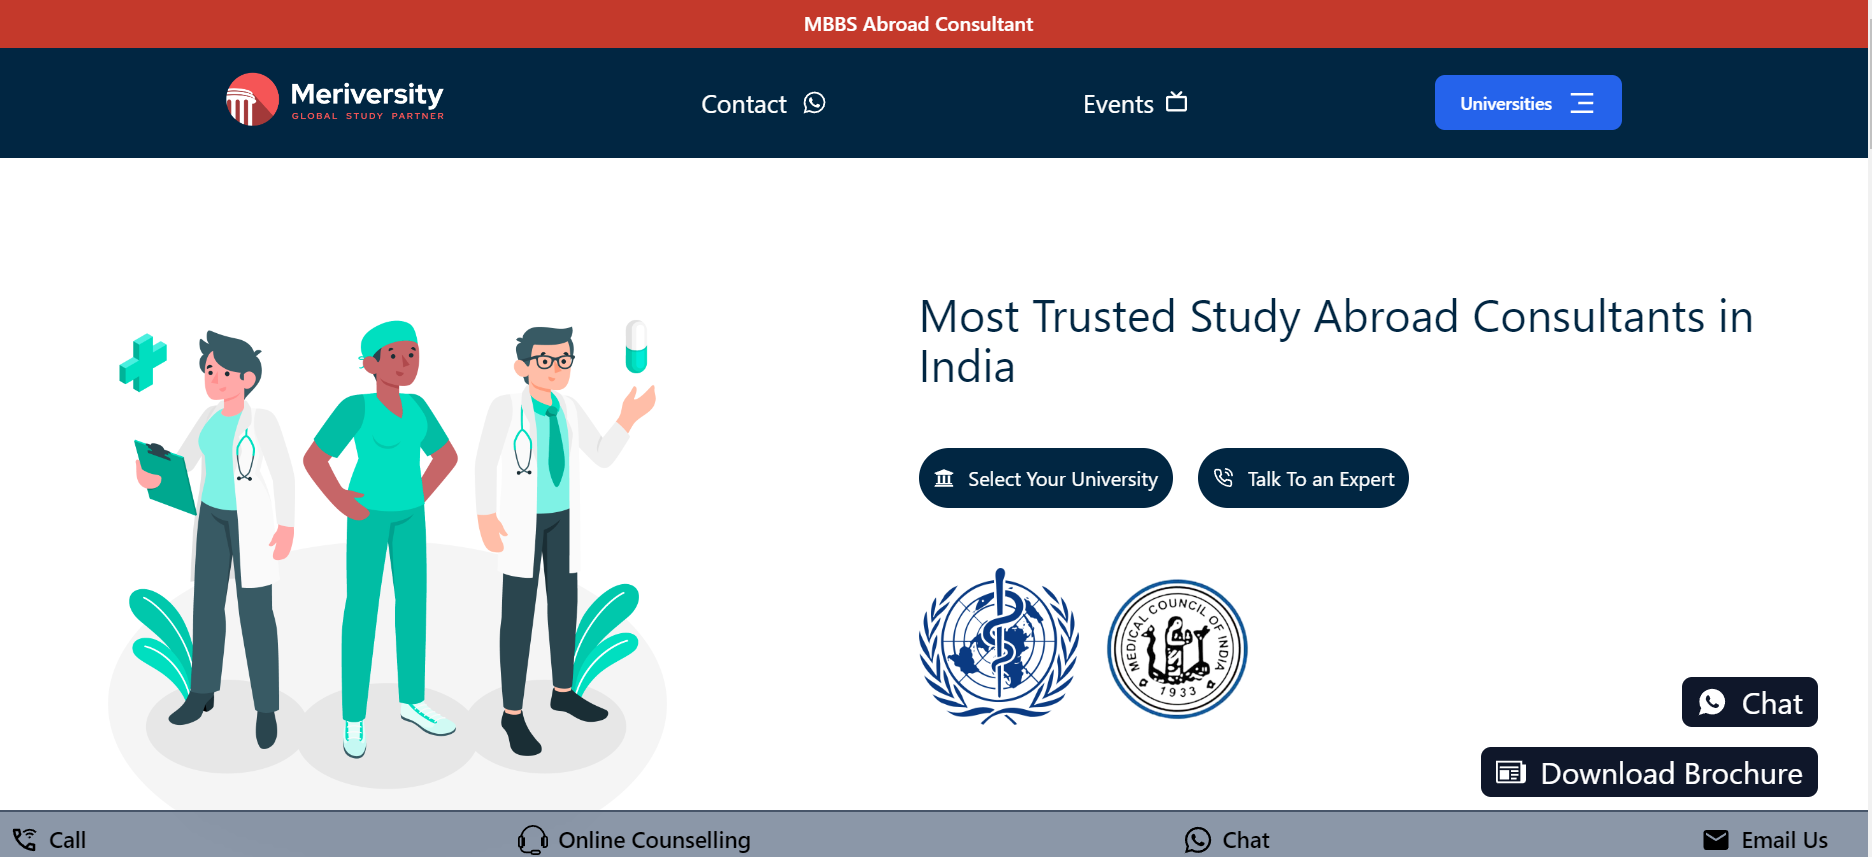 MBBS Abroad Consultant
Meriversity
GLOBAL STUDY PARTNER
Contact
Events
Universities
Most Trusted Study Abroad Consultants in
India
Select Your University
Talk To an Expert
MEDICAL COUNCIL OF INDIA
1933
Chat
Download Brochure
Call
Online Counselling
Chat
Email Us